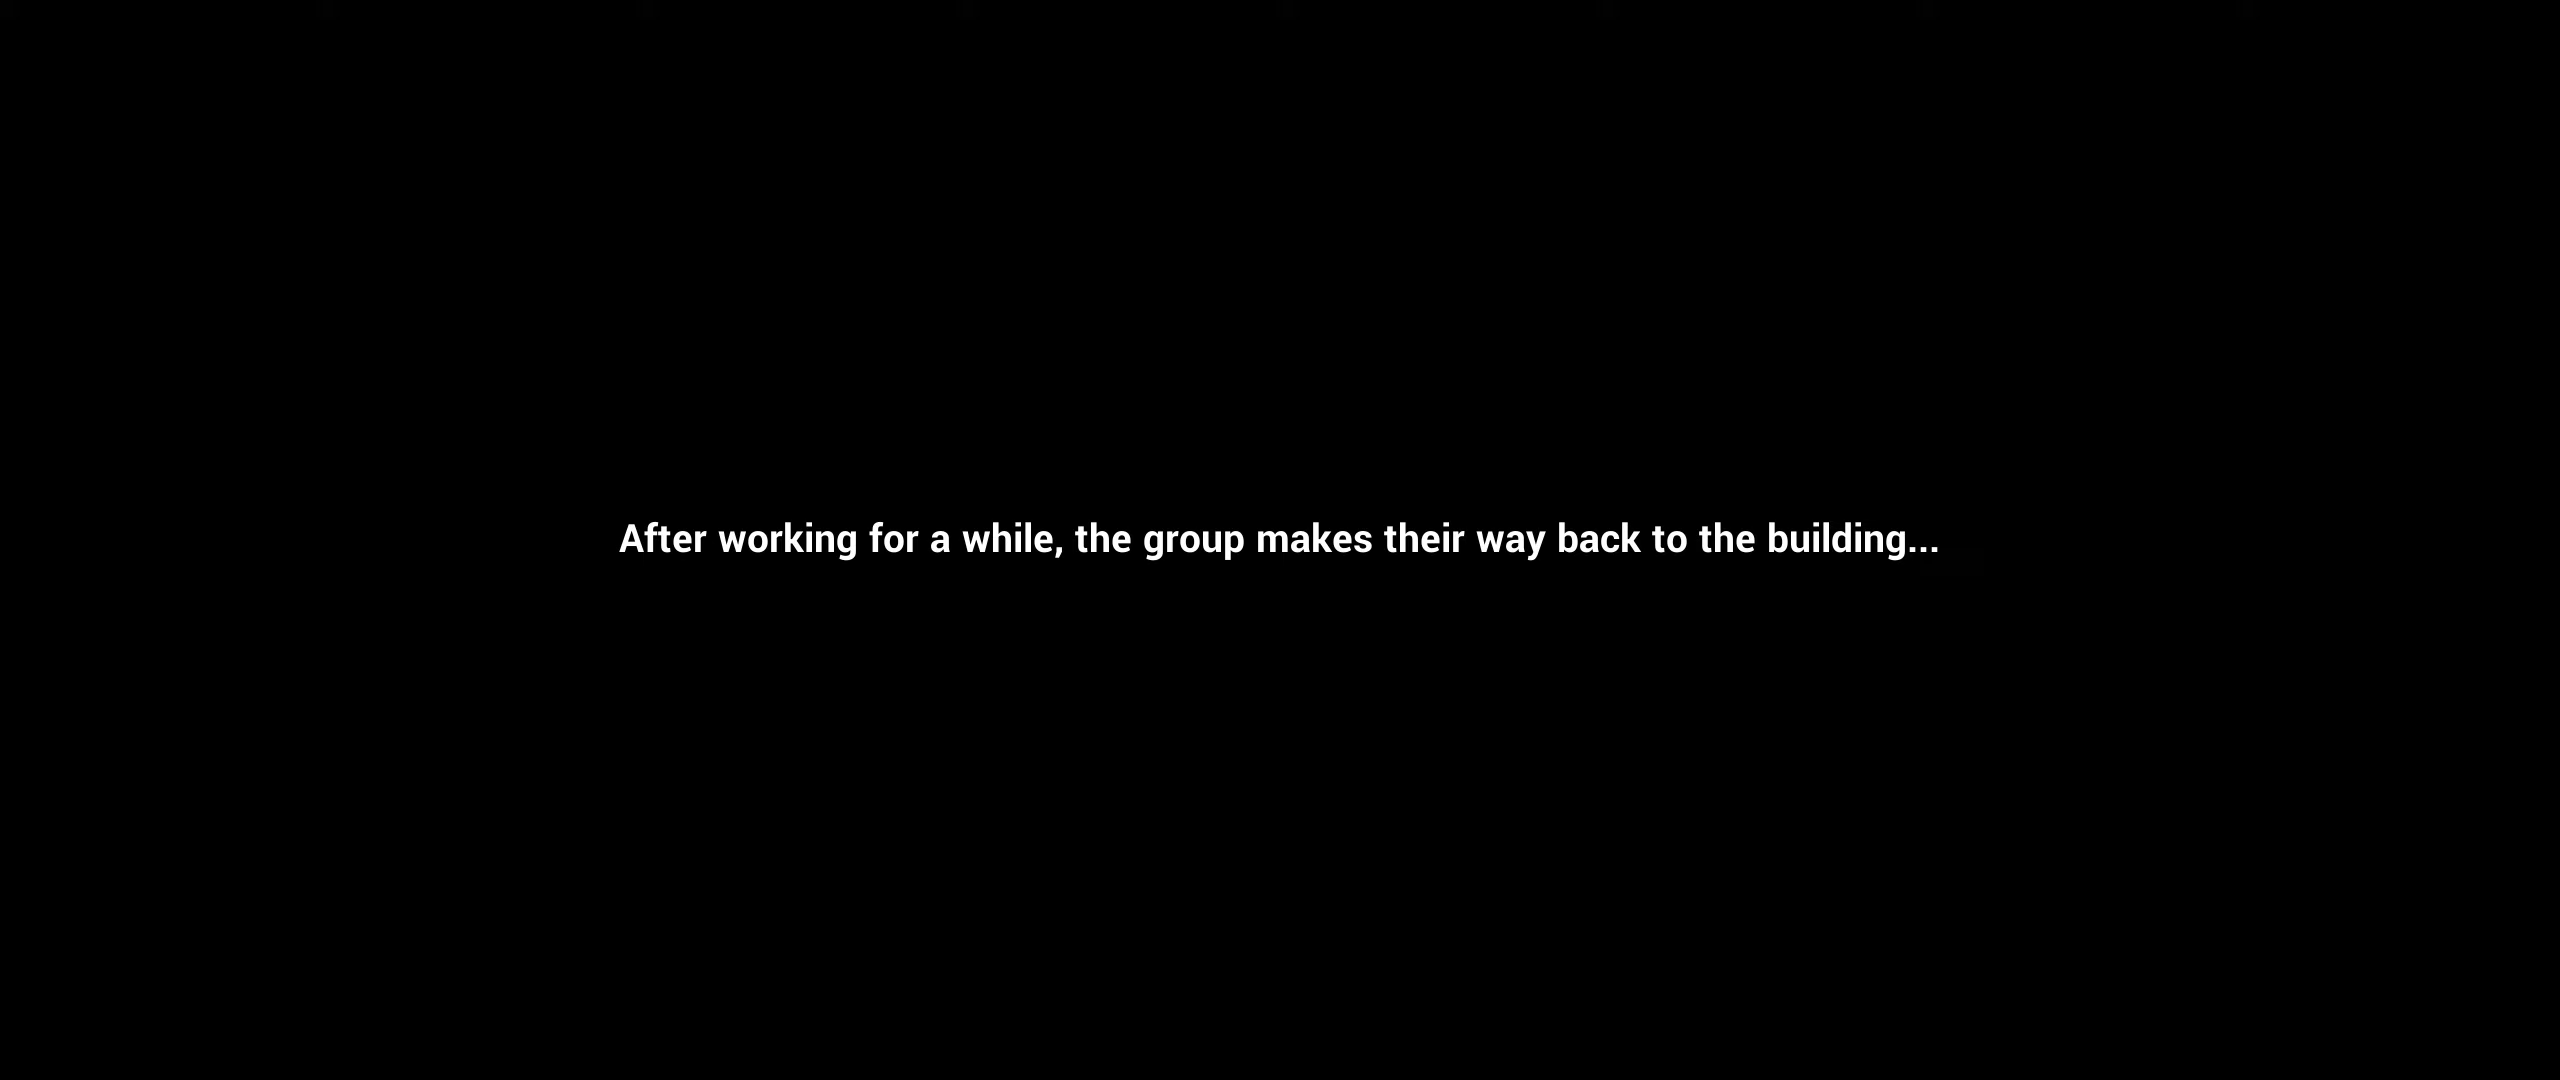 After working for a while, the group makes their way back to the building...